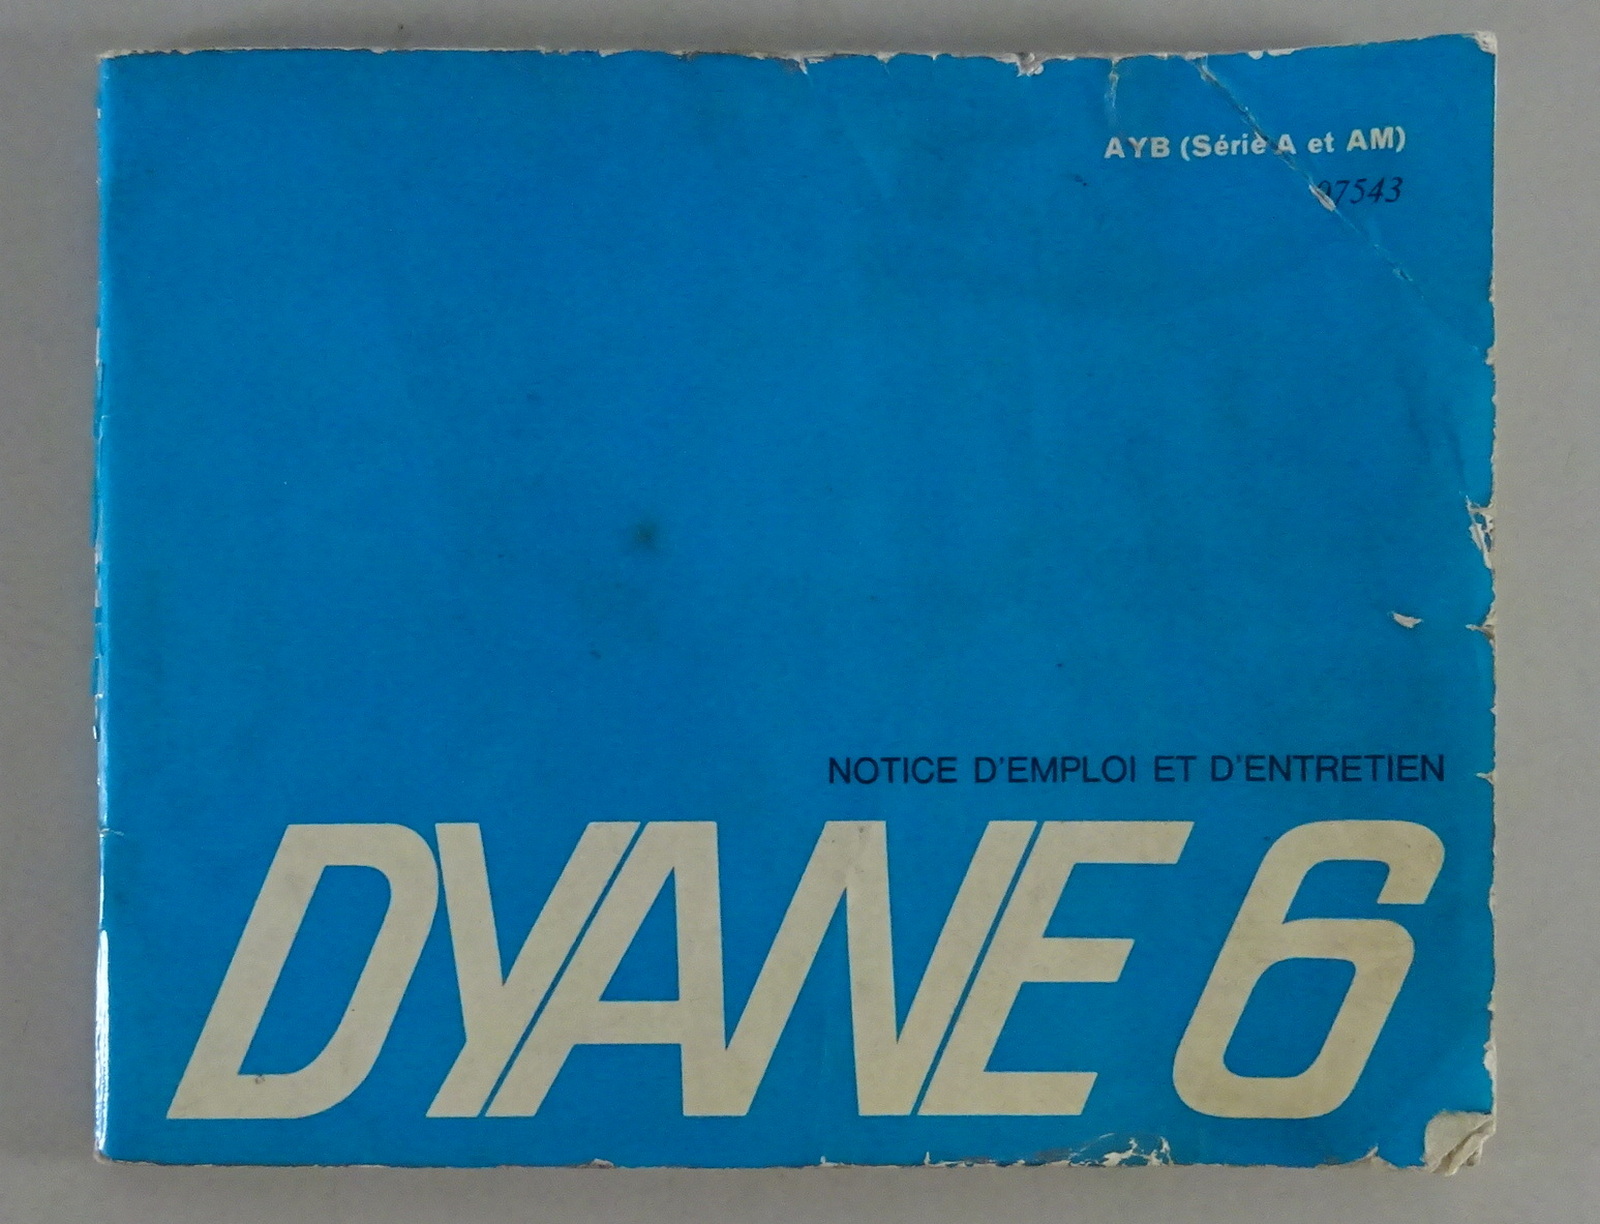 AYB (Série A et AM)
07543
NOTICE D'EMPLOI ET D'ENTRETIEN
DYANE 6